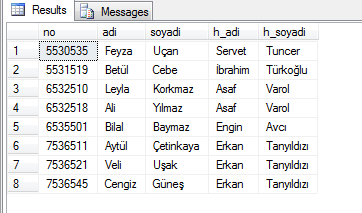 Results Messages
no adi soyadi h_adi h_soyadi
1 5530535 Feyza Uçan Servet Tuncer
2 5531519 Betül Cebe İbrahim Türkoğlu
3 6532510 Leyla Korkmaz Asaf Varol
4 6532518 Ali Yılmaz Asaf Varol
5 6535501 Bilal Baymaz Engin Avcı
6 7536511 Aytül Çetinkaya Erkan Tanyıldızı
7 7536521 Veli Uşak Erkan Tanyıldızı
8 7536545 Cengiz Güneş Erkan Tanyıldızı